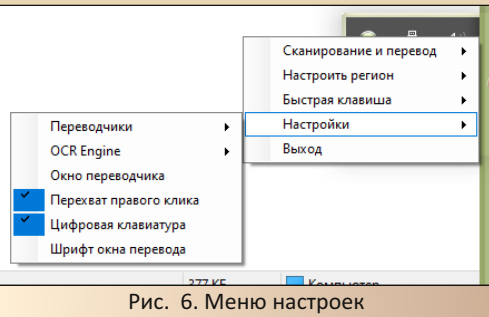 Сканирование и перевод
Настроить регион
Быстрая клавиша
Настройки
Выход
Переводчики
OCR Engine
Окно переводчика
Перехват правого клика
Цифровая клавиатура
Шрифт окна перевода
377 КБ
Компьютер
Рис. 6. Меню настроек